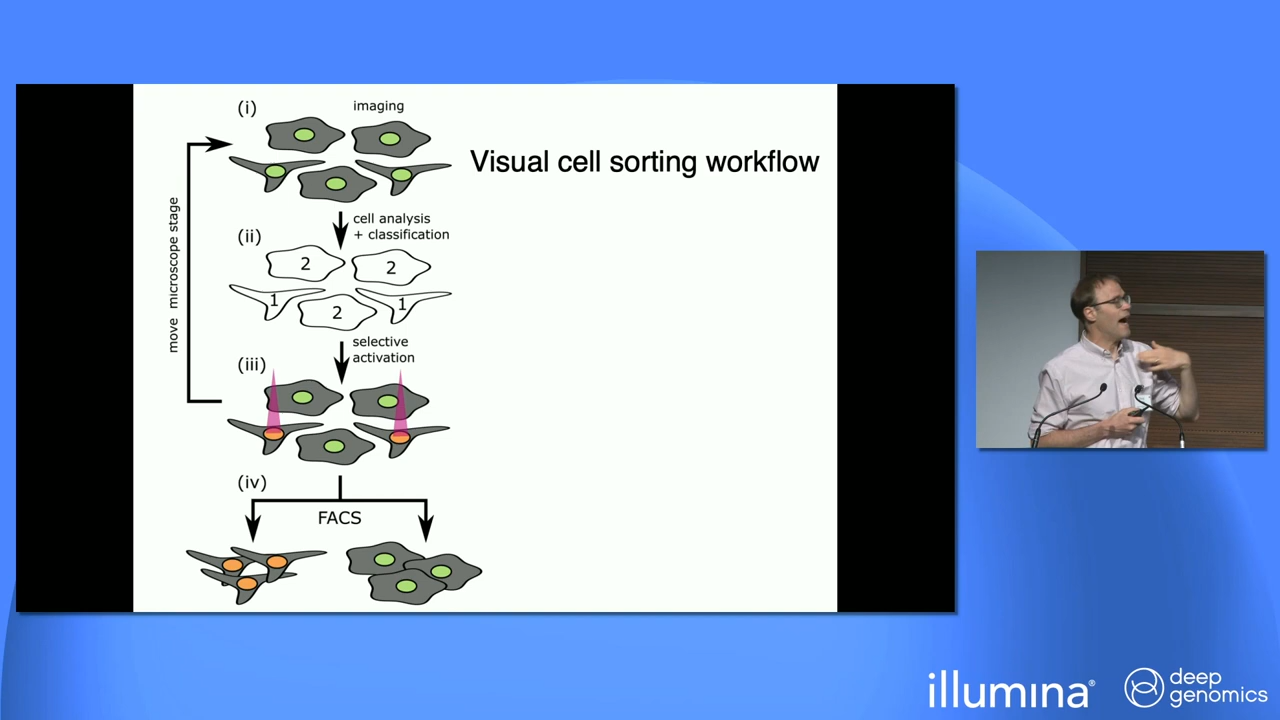 (i)
imaging
Visual cell sorting workflow
move microscope stage
cell analysis
+ classification
(ii)
2
2
1
2
1
selective
activation
(iii)
(iv)
FACS
illumina®
deep
genomics